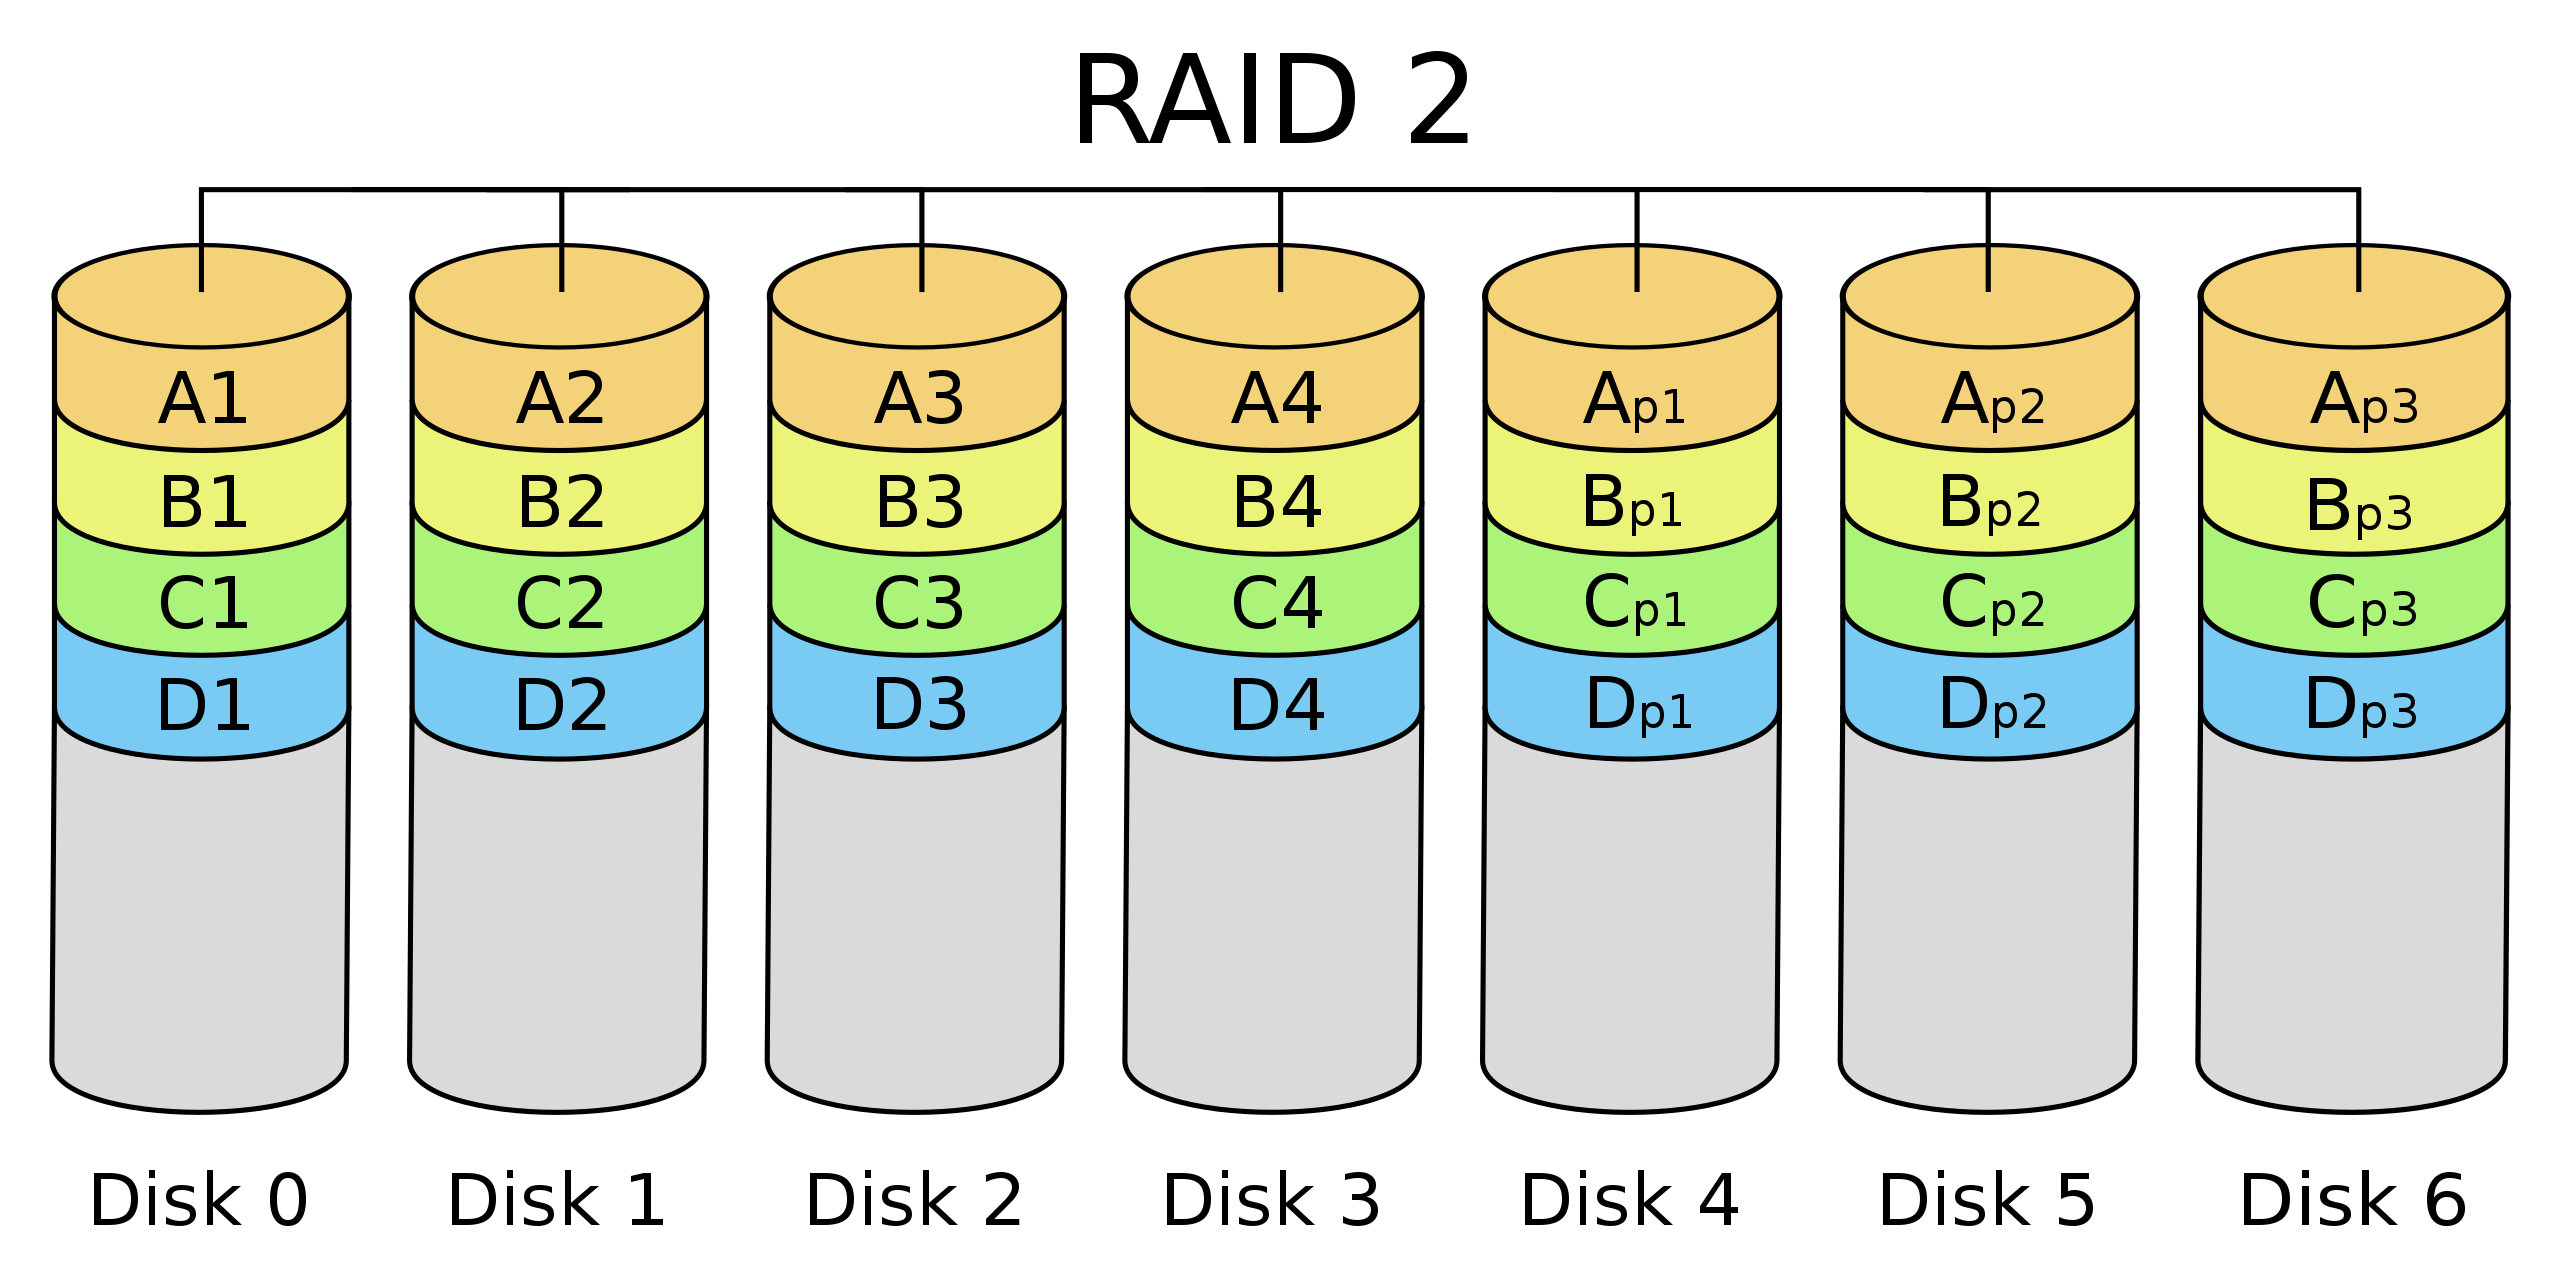 RAID 2
A1 A2 A3 A4 Ap1 Ap2 Ap3
B1 B2 B3 B4 Bp1 Bp2 Bp3
C1 C2 C3 C4 Cp1 Cp2 Cp3
D1 D2 D3 D4 Dp1 Dp2 Dp3
Disk 0 Disk 1 Disk 2 Disk 3 Disk 4 Disk 5 Disk 6